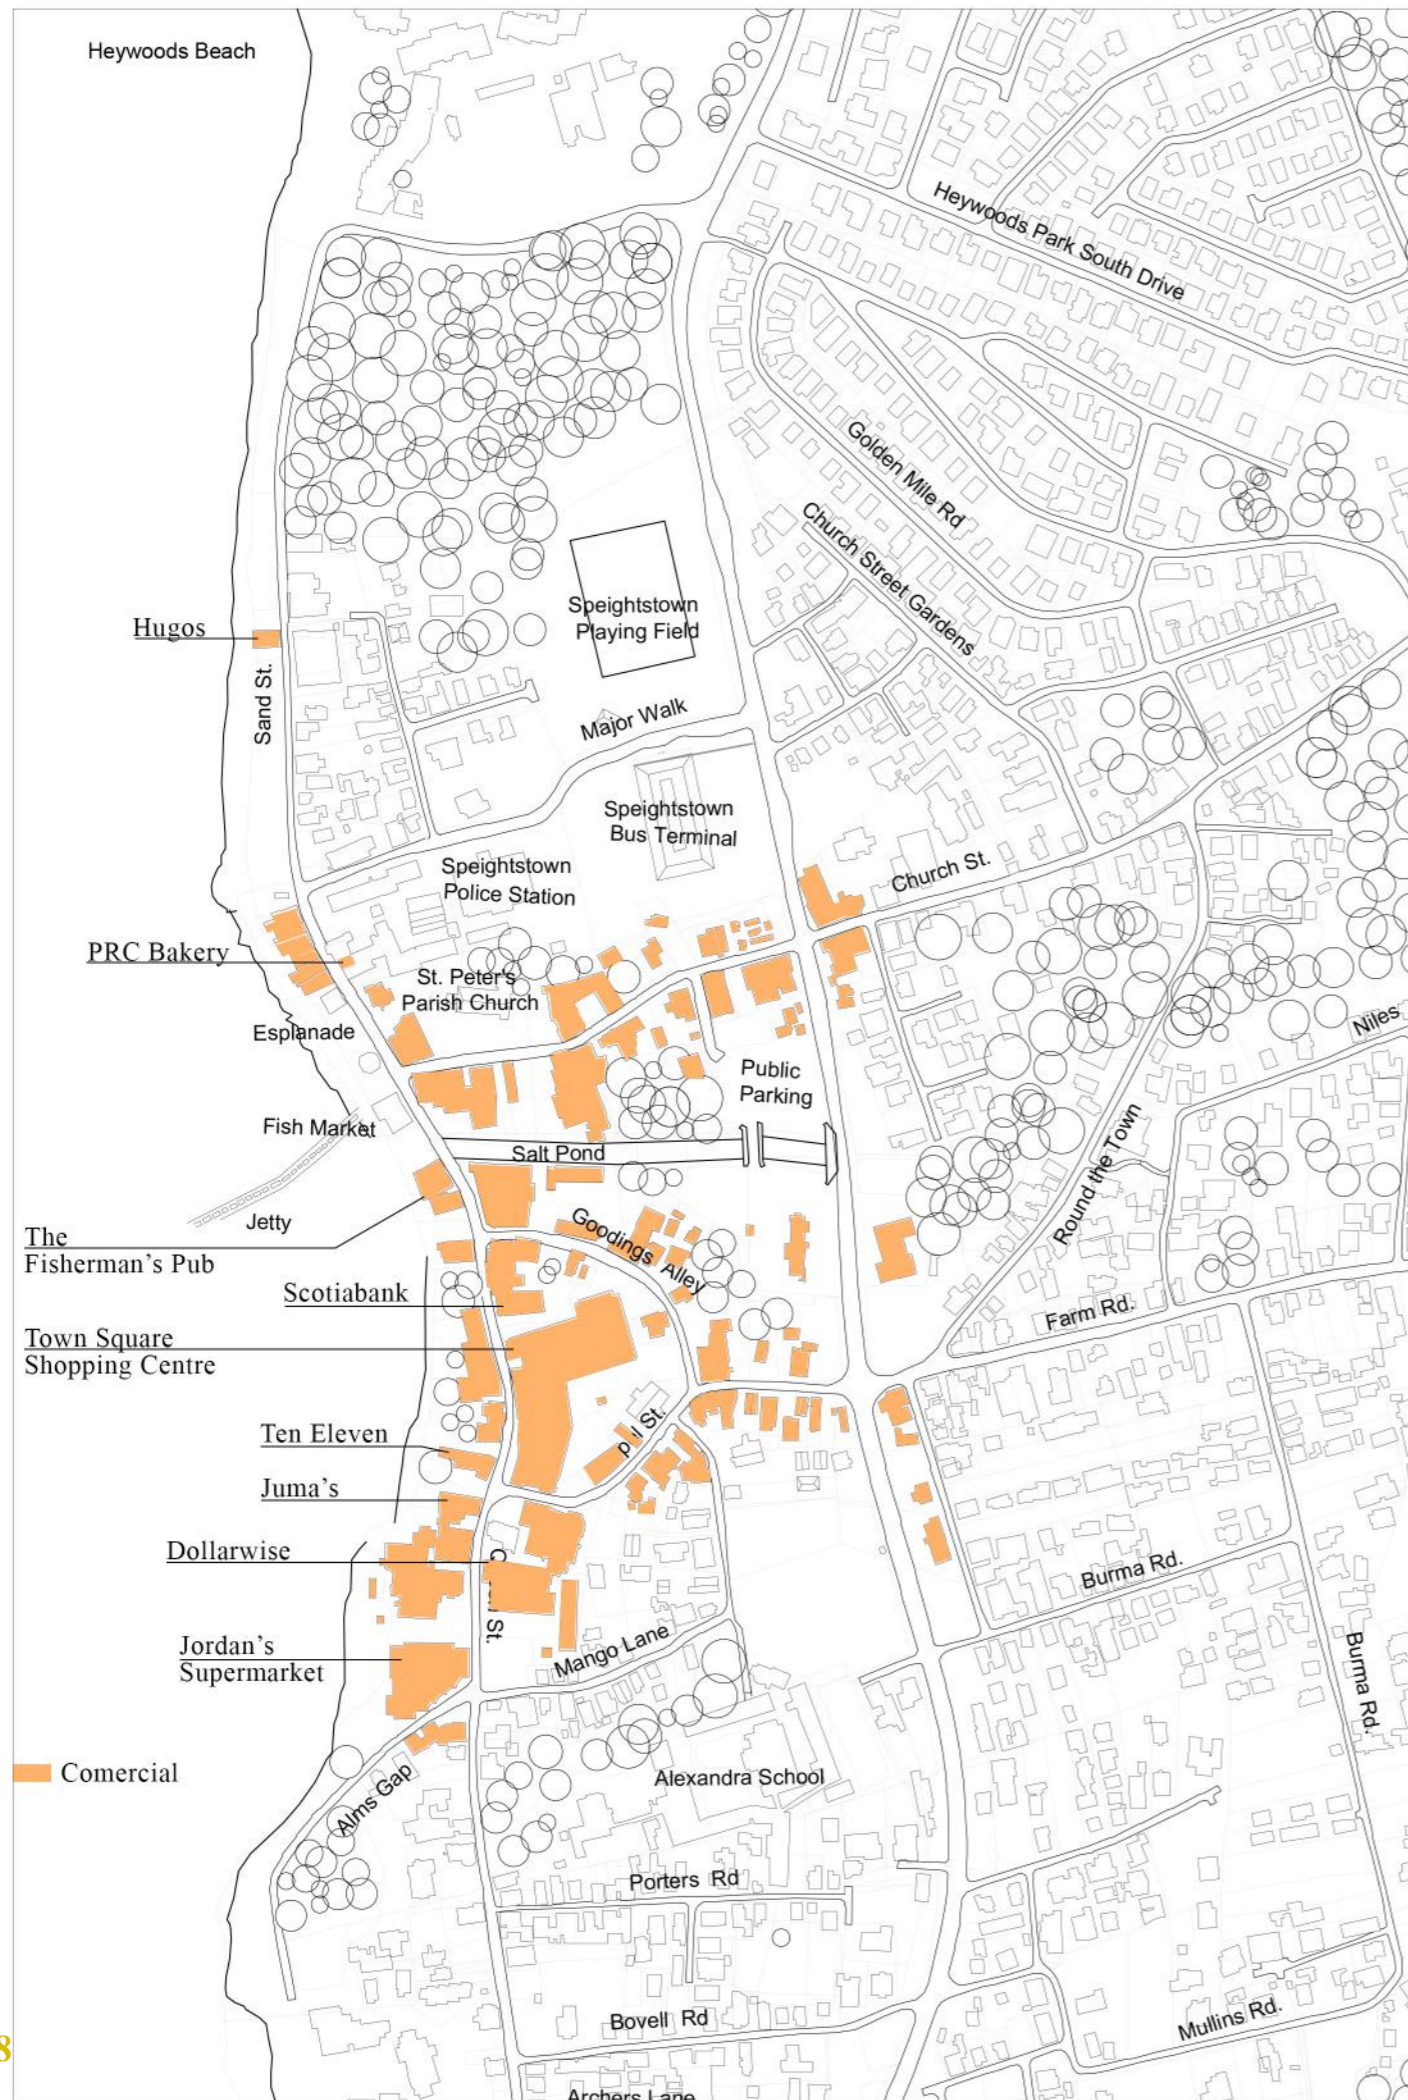 Heywoods Beach
Heywoods Park South Drive
Golden Mile Rd
Church Street Gardens
Speightstown
Playing Field
Hugos
Sand St.
Major Walk
Speightstown
Bus Terminal
Speightstown
Police Station
Church St.
PRC Bakery
St. Peter's
Parish Church
Esplanade
Niles
Public
Parking
Fish Market
Salt Pond
Round the Town
Jetty
Goodings Alley
The
Fisherman's Pub
Scotiabank
Farm Rd.
Town Square
Shopping Centre
Ten Eleven
St.
Juma's
Dollarwise
St.
Burma Rd.
Jordan's
Supermarket
Mango Lane
Burma Rd.
Comercial
Alms Gap
Alexandra School
Porters Rd
Bovell Rd
Mullins Rd.
8
Archers Lane